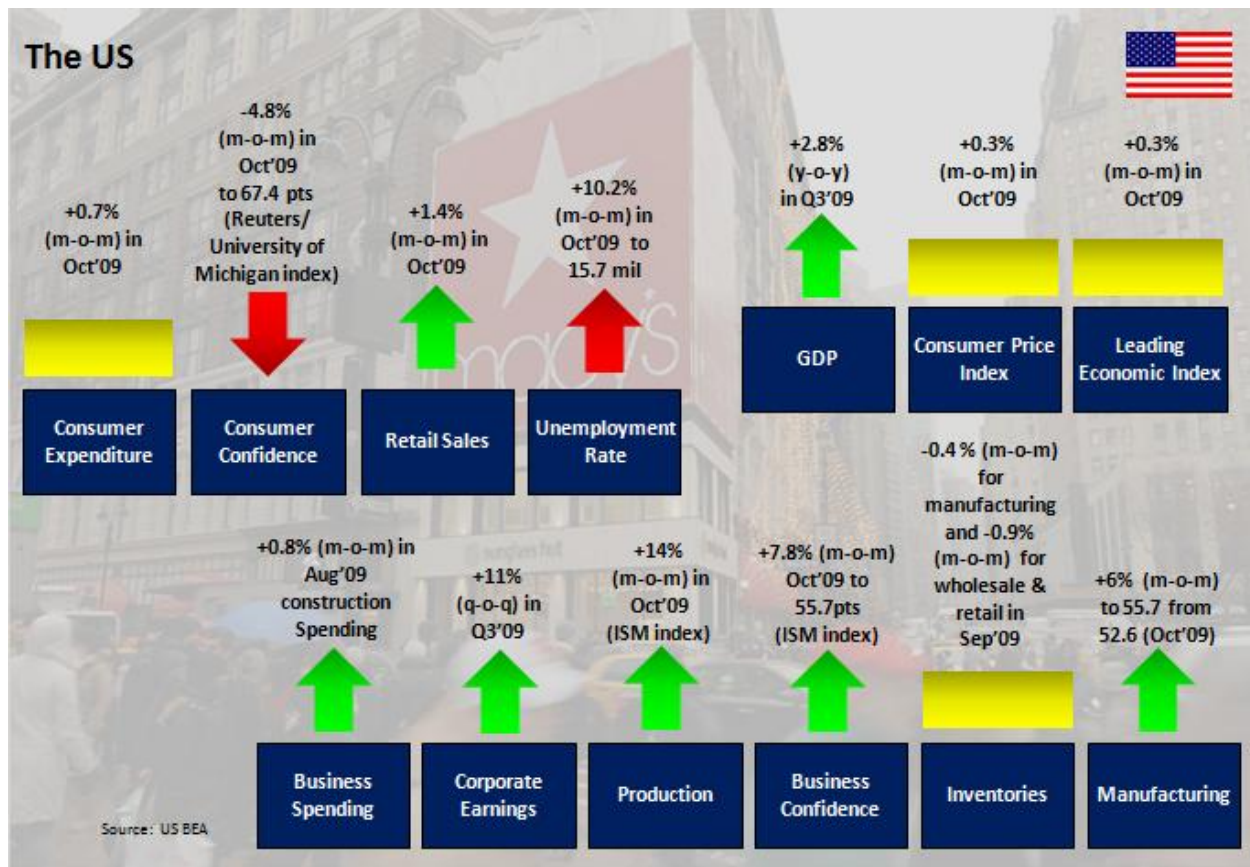 The US
+0.7%
(m-o-m) in
Oct'09
Consumer
Expenditure
-4.8%
(m-o-m) in
Oct'09
to 67.4 pts
(Reuters/
University of
Michigan index)
Consumer
Confidence
+1.4%
(m-o-m) in
Oct'09
Retail Sales
+10.2%
(m-o-m) in
Oct'09 to
15.7 mil
Unemployment
Rate
+2.8%
(y-o-y)
in Q3'09
GDP
+0.3%
(m-o-m) in
Oct'09
Consumer Price
Index
+0.3%
(m-o-m) in
Oct'09
Leading
Economic Index
macy's
+0.8% (m-o-m) in
Aug'09
construction
Spending
Business
Spending
+11%
(q-o-q) in
Q3'09
Corporate
Earnings
+14%
(m-o-m) in
Oct'09
(ISM index)
Production
+7.8% (m-o-m)
Oct'09 to
55.7pts
(ISM index)
Business
Confidence
-0.4 % (m-o-m)
for
manufacturing
and -0.9%
(m-o-m) for
wholesale &
retail in
Sep'09
Inventories
+6% (m-o-m)
to 55.7 from
52.6 (Oct'09)
Manufacturing
Source: US BEA